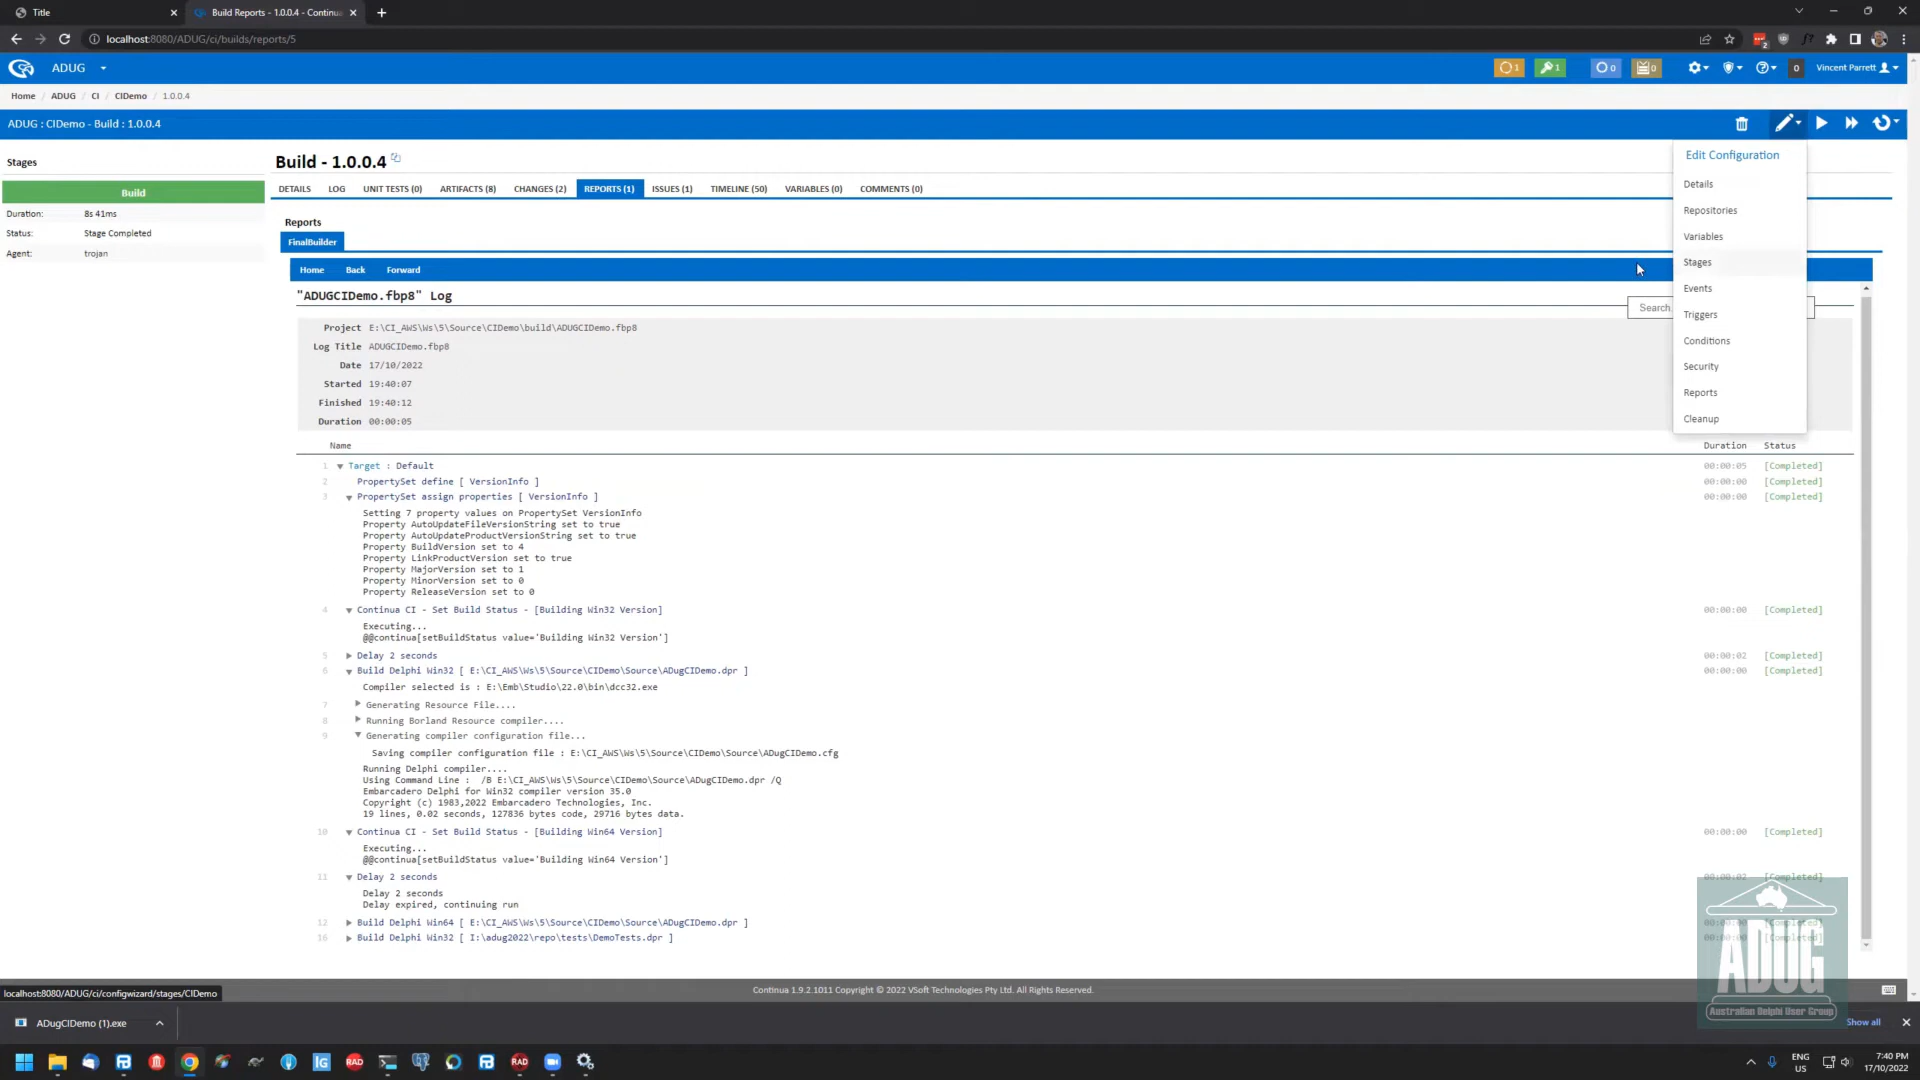 Title
Build Reports - 1.0.0.4 - Continua
localhost:8080/ADUG/ci/builds/reports/5
ADUG
1
1
0
0
0
Vincent Parrett
Home / ADUG / CI / CIDemo / 1.0.0.4
ADUG : CIDemo - Build : 1.0.0.4
Stages
Build
Duration: 8s 41ms
Status: Stage Completed
Agent: trojan
Build - 1.0.0.4
DETAILS LOG UNIT TESTS (0) ARTIFACTS (8) CHANGES (2) REPORTS (1) ISSUES (1) TIMELINE (50) VARIABLES (0) COMMENTS (0)
Reports
FinalBuilder
Home Back Forward
"ADUGCIDemo.fbp8" Log
Search
Project E:\CI_AWS\Ws\5\Source\CIDemo\build\ADUGCIDemo.fbp8
Log Title ADUGCIDemo.fbp8
Date 17/10/2022
Started 19:40:07
Finished 19:40:12
Duration 00:00:05
Edit Configuration
Details
Repositories
Variables
Stages
Events
Triggers
Conditions
Security
Reports
Cleanup
Name Duration Status
1 Target : Default 00:00:05 [Completed]
2 PropertySet define [ VersionInfo ] 00:00:00 [Completed]
3 PropertySet assign properties [ VersionInfo ] 00:00:00 [Completed]
Setting 7 property values on PropertySet VersionInfo
Property AutoUpdateFileVersionString set to true
Property AutoUpdateProductVersionString set to true
Property BuildVersion set to 4
Property LinkProductVersion set to true
Property MajorVersion set to 1
Property MinorVersion set to 0
Property ReleaseVersion set to 0
4 Continua CI - Set Build Status - [Building Win32 Version] 00:00:00 [Completed]
Executing...
@@continua[setBuildStatus value='Building Win32 Version']
5 Delay 2 seconds 00:00:02 [Completed]
6 Build Delphi Win32 [ E:\CI_AWS\Ws\5\Source\CIDemo\Source\ADugCIDemo.dpr ] 00:00:00 [Completed]
Compiler selected is : E:\Emb\Studio\22.0\bin\dcc32.exe
7 Generating Resource File....
8 Running Borland Resource compiler....
9 Generating compiler configuration file...
Saving compiler configuration file : E:\CI_AWS\Ws\5\Source\CIDemo\Source\ADugCIDemo.cfg
Running Delphi compiler....
Using Command Line : /B E:\CI_AWS\Ws\5\Source\CIDemo\Source\ADugCIDemo.dpr /Q
Embarcadero Delphi for Win32 compiler version 35.0
Copyright (c) 1983,2022 Embarcadero Technologies, Inc.
19 lines, 0.02 seconds, 127836 bytes code, 29716 bytes data.
10 Continua CI - Set Build Status - [Building Win64 Version] 00:00:00 [Completed]
Executing...
@@continua[setBuildStatus value='Building Win64 Version']
11 Delay 2 seconds 00:00:02 [Completed]
Delay 2 seconds
Delay expired, continuing run
12 Build Delphi Win64 [ E:\CI_AWS\Ws\5\Source\CIDemo\Source\ADugCIDemo.dpr ]
16 Build Delphi Win32 [ I:\adug2022\repo\tests\DemoTests.dpr ]
ADUG
Australian Delphi User Group
localhost:8080/ADUG/ci/configwizard/stages/CIDemo
Continua 1.9.2.1011 Copyright © 2022 VSoft Technologies Pty Ltd. All Rights Reserved.
ADugCIDemo (1).exe
Show all
IG
RAD
RAD
ENG
US
7:40 PM
17/10/2022